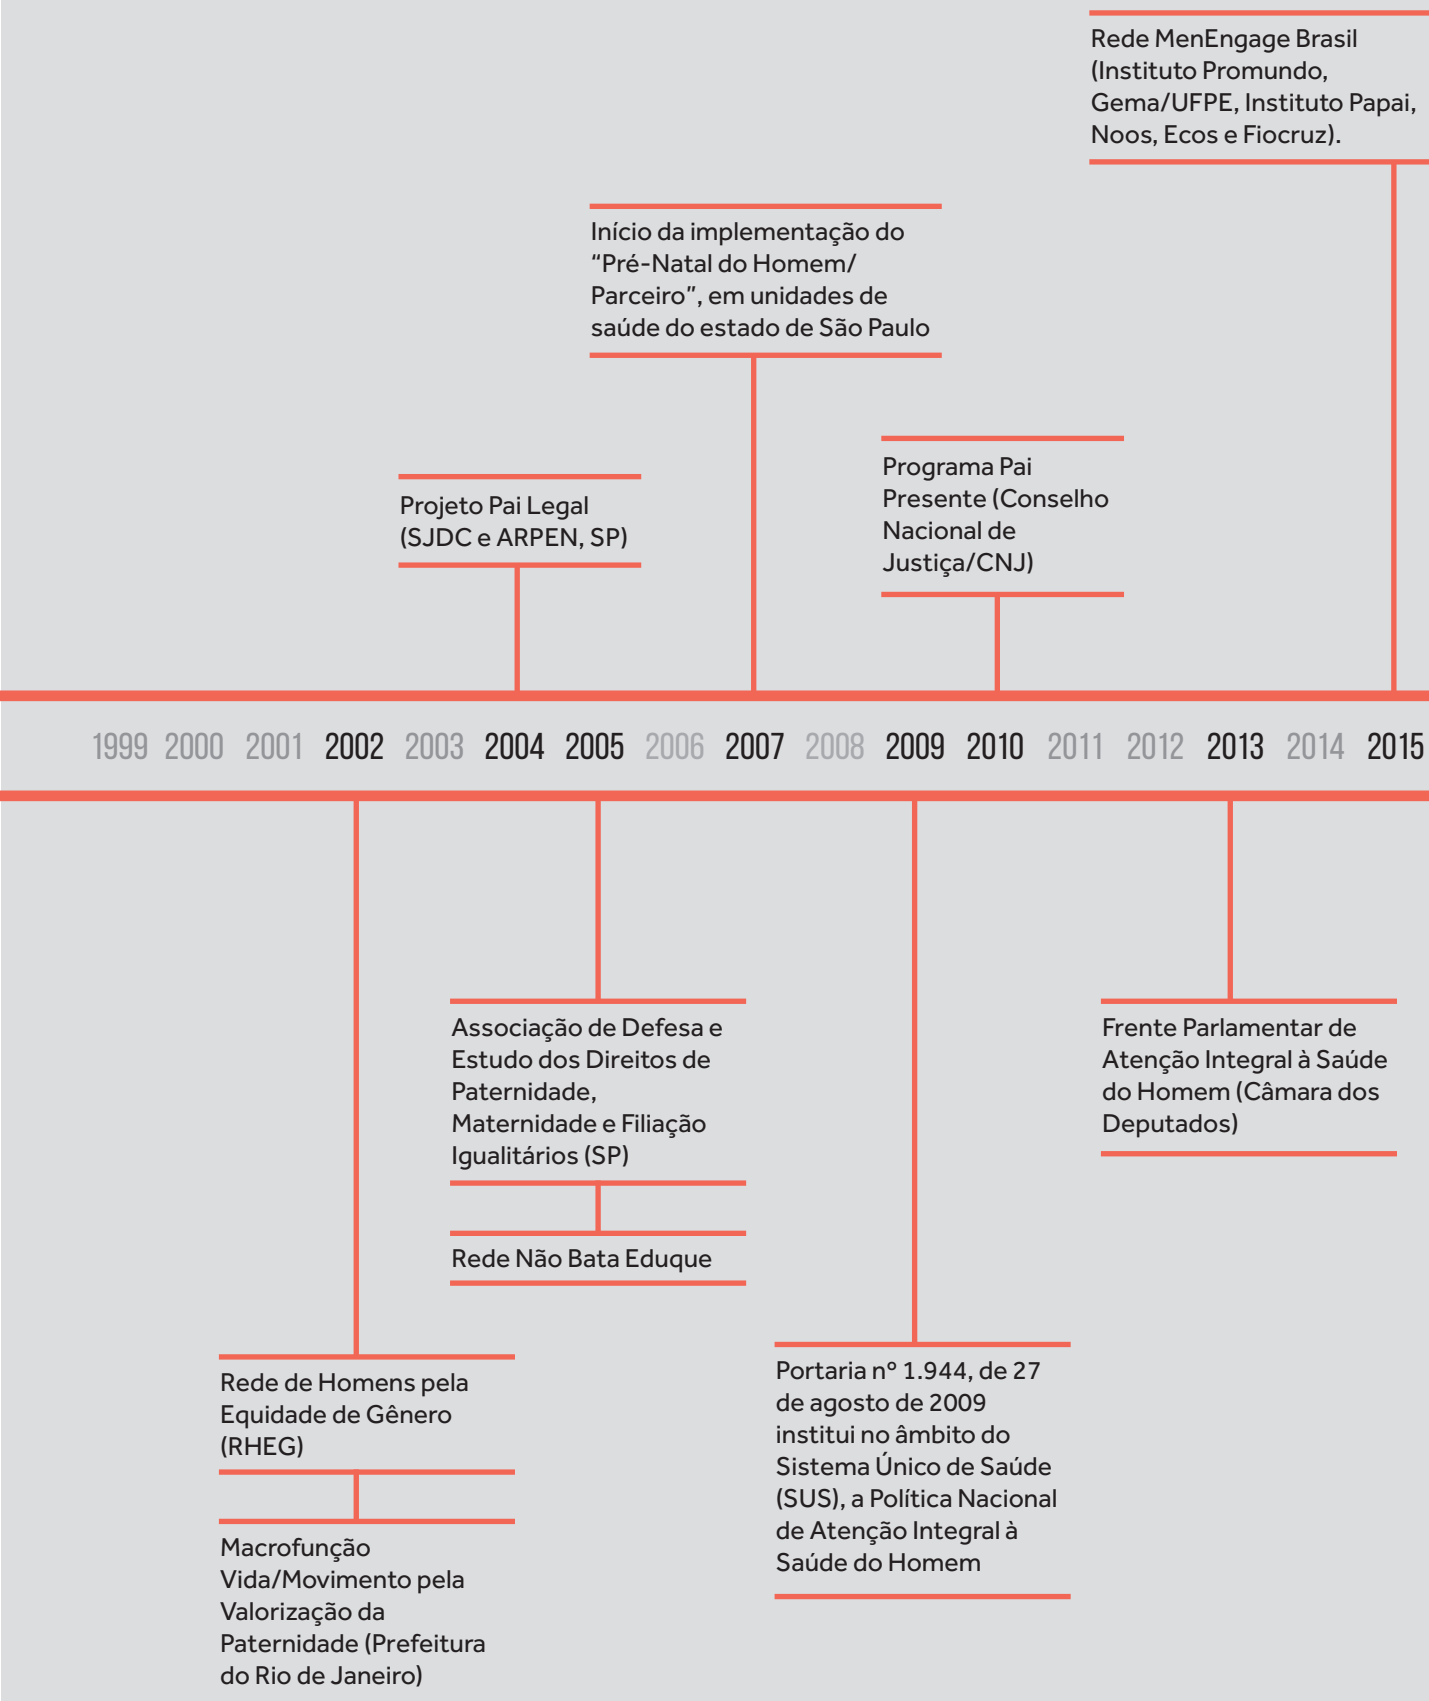 Rede MenEngage Brasil
(Instituto Promundo,
Gema/UFPE, Instituto Papai,
Noos, Ecos e Fiocruz).
Início da implementação do
“Pré-Natal do Homem/
Parceiro”, em unidades de
saúde do estado de São Paulo
Projeto Pai Legal
(SJDC e ARPEN, SP)
Programa Pai
Presente (Conselho
Nacional de
Justiça/CNJ)
1999 2000 2001 2002 2003 2004 2005 2006 2007 2008 2009 2010 2011 2012 2013 2014 2015
Associação de Defesa e
Estudo dos Direitos de
Paternidade,
Maternidade e Filiação
Igualitários (SP)
Rede Não Bata Eduque
Frente Parlamentar de
Atenção Integral à Saúde
do Homem (Câmara dos
Deputados)
Rede de Homens pela
Equidade de Gênero
(RHEG)
Macrofunção
Vida/Movimento pela
Valorização da
Paternidade (Prefeitura
do Rio de Janeiro)
Portaria nº 1.944, de 27
de agosto de 2009
institui no âmbito do
Sistema Único de Saúde
(SUS), a Política Nacional
de Atenção Integral à
Saúde do Homem